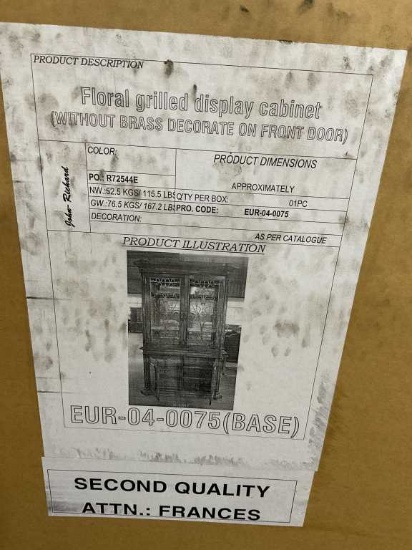 PRODUCT DESCRIPTION
Floral grilled display cabinet
(WITHOUT BRASS DECORATE ON FRONT DOOR)
John Richard
COLOR:
PRODUCT DIMENSIONS
PO.: R72544E
APPROXIMATELY
NW.:52.5 KGS/ 115.5 LBS
Q'TY PER BOX:
01PC
GW.:76.5 KGS/ 167.2 LBS
PRO. CODE:
EUR-04-0075
DECORATION:
AS PER CATALOGUE
PRODUCT ILLUSTRATION
EUR-04-0075(BASE)
SECOND QUALITY
ATTN.: FRANCES